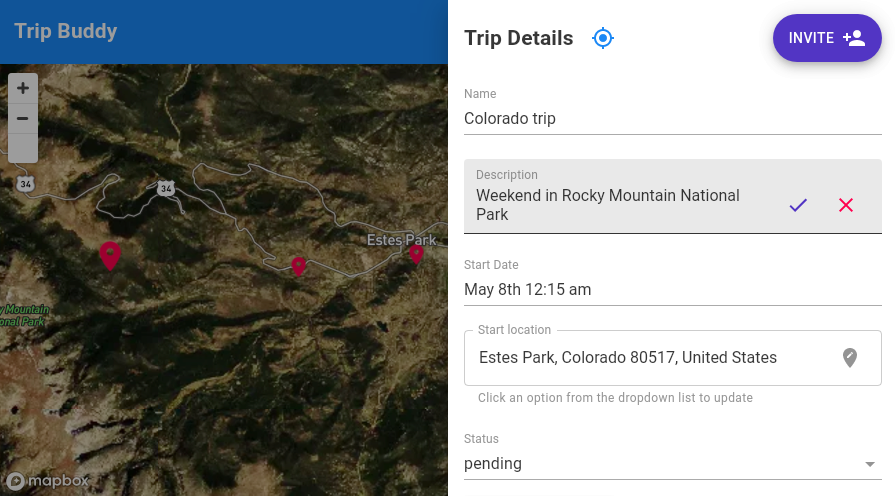 Trip Buddy
+
−
34
34
Estes Park
y Mountain
onal Park
mapbox
Trip Details
INVITE
Name
Colorado trip
Description
Weekend in Rocky Mountain National
Park
Start Date
May 8th 12:15 am
Start location
Estes Park, Colorado 80517, United States
Click an option from the dropdown list to update
Status
pending